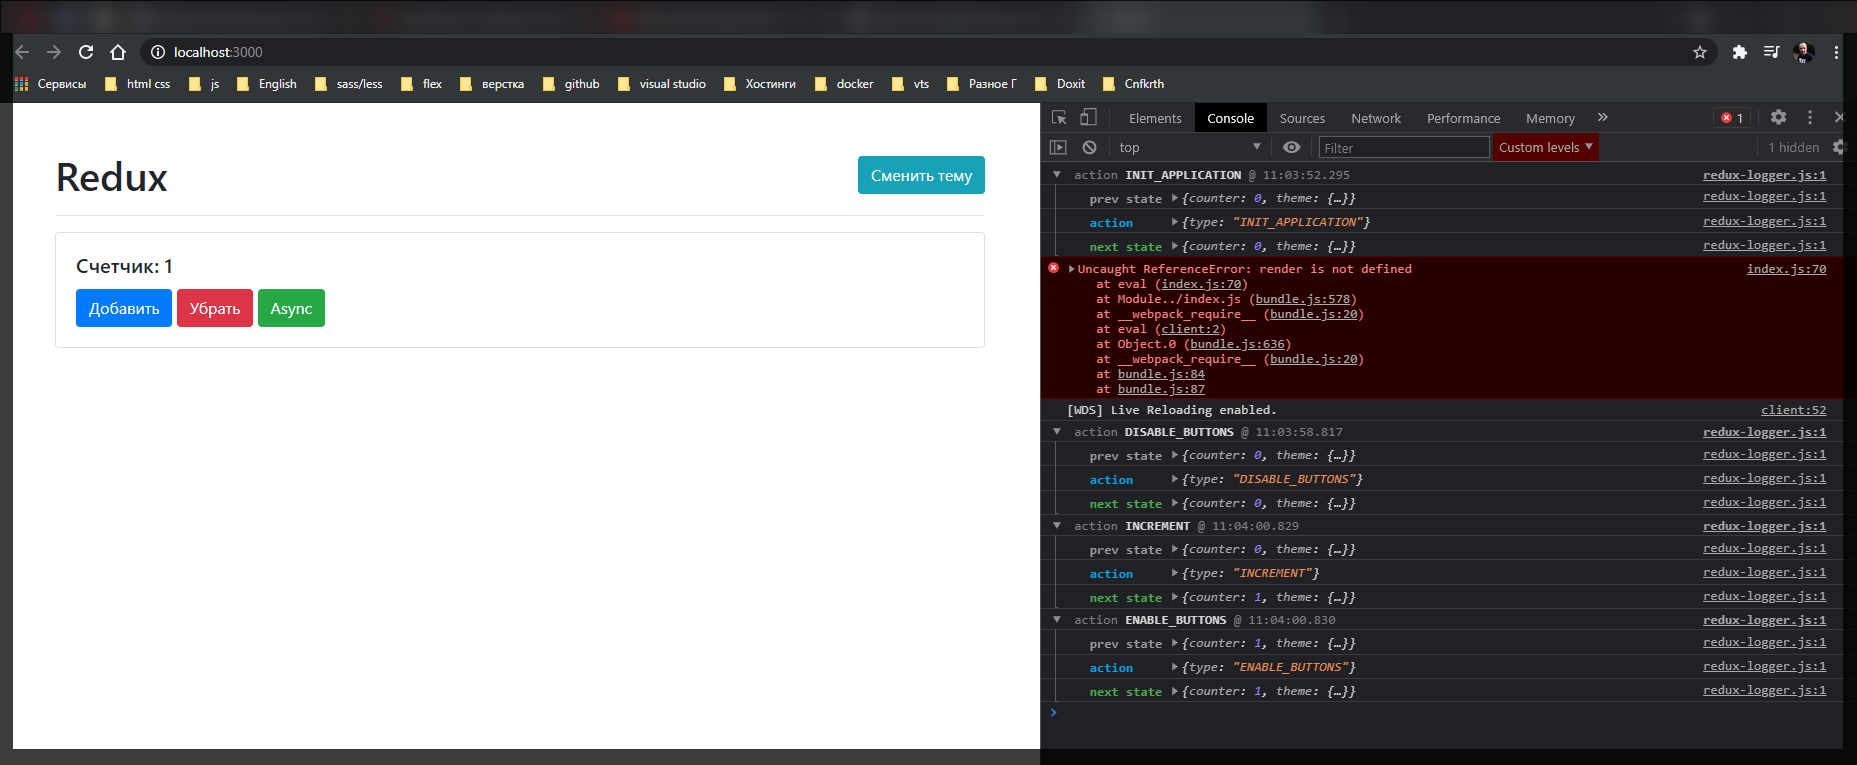 localhost:3000
Сервисы html css js English sass/less flex верстка github visual studio Хостинги docker vts Разное Г Doxit Cnfkrth
Redux
Сменить тему
Счетчик: 1
Добавить Убрать Async
Elements Console Sources Network Performance Memory » 1
top Filter Custom levels 1 hidden
action INIT_APPLICATION @ 11:03:52.295 redux-logger.js:1
prev state {counter: 0, theme: {…}} redux-logger.js:1
action {type: "INIT_APPLICATION"} redux-logger.js:1
next state {counter: 0, theme: {…}} redux-logger.js:1
Uncaught ReferenceError: render is not defined index.js:70
at eval (index.js:70)
at Module../index.js (bundle.js:578)
at __webpack_require__ (bundle.js:20)
at eval (client:2)
at Object.0 (bundle.js:636)
at __webpack_require__ (bundle.js:20)
at bundle.js:84
at bundle.js:87
[WDS] Live Reloading enabled. client:52
action DISABLE_BUTTONS @ 11:03:58.817 redux-logger.js:1
prev state {counter: 0, theme: {…}} redux-logger.js:1
action {type: "DISABLE_BUTTONS"} redux-logger.js:1
next state {counter: 0, theme: {…}} redux-logger.js:1
action INCREMENT @ 11:04:00.829 redux-logger.js:1
prev state {counter: 0, theme: {…}} redux-logger.js:1
action {type: "INCREMENT"} redux-logger.js:1
next state {counter: 1, theme: {…}} redux-logger.js:1
action ENABLE_BUTTONS @ 11:04:00.830 redux-logger.js:1
prev state {counter: 1, theme: {…}} redux-logger.js:1
action {type: "ENABLE_BUTTONS"} redux-logger.js:1
next state {counter: 1, theme: {…}} redux-logger.js:1